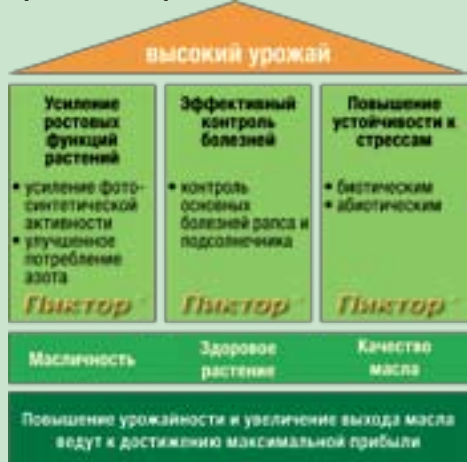 высокий урожай
Усиление
ростовых
функций
растений
• усиление фото-
синтетической
активности
• улучшенное
потребление
азота
Пиктор
Эффективный
контроль
болезней
• контроль
основных
болезней рапса и
подсолнечника
Пиктор
Повышение
устойчивости к
стрессам
• биотическим
• абиотическим
Пиктор
Масличность
Здоровое
растение
Качество
масла
Повышение урожайности и увеличение выхода масла
ведут к достижению максимальной прибыли